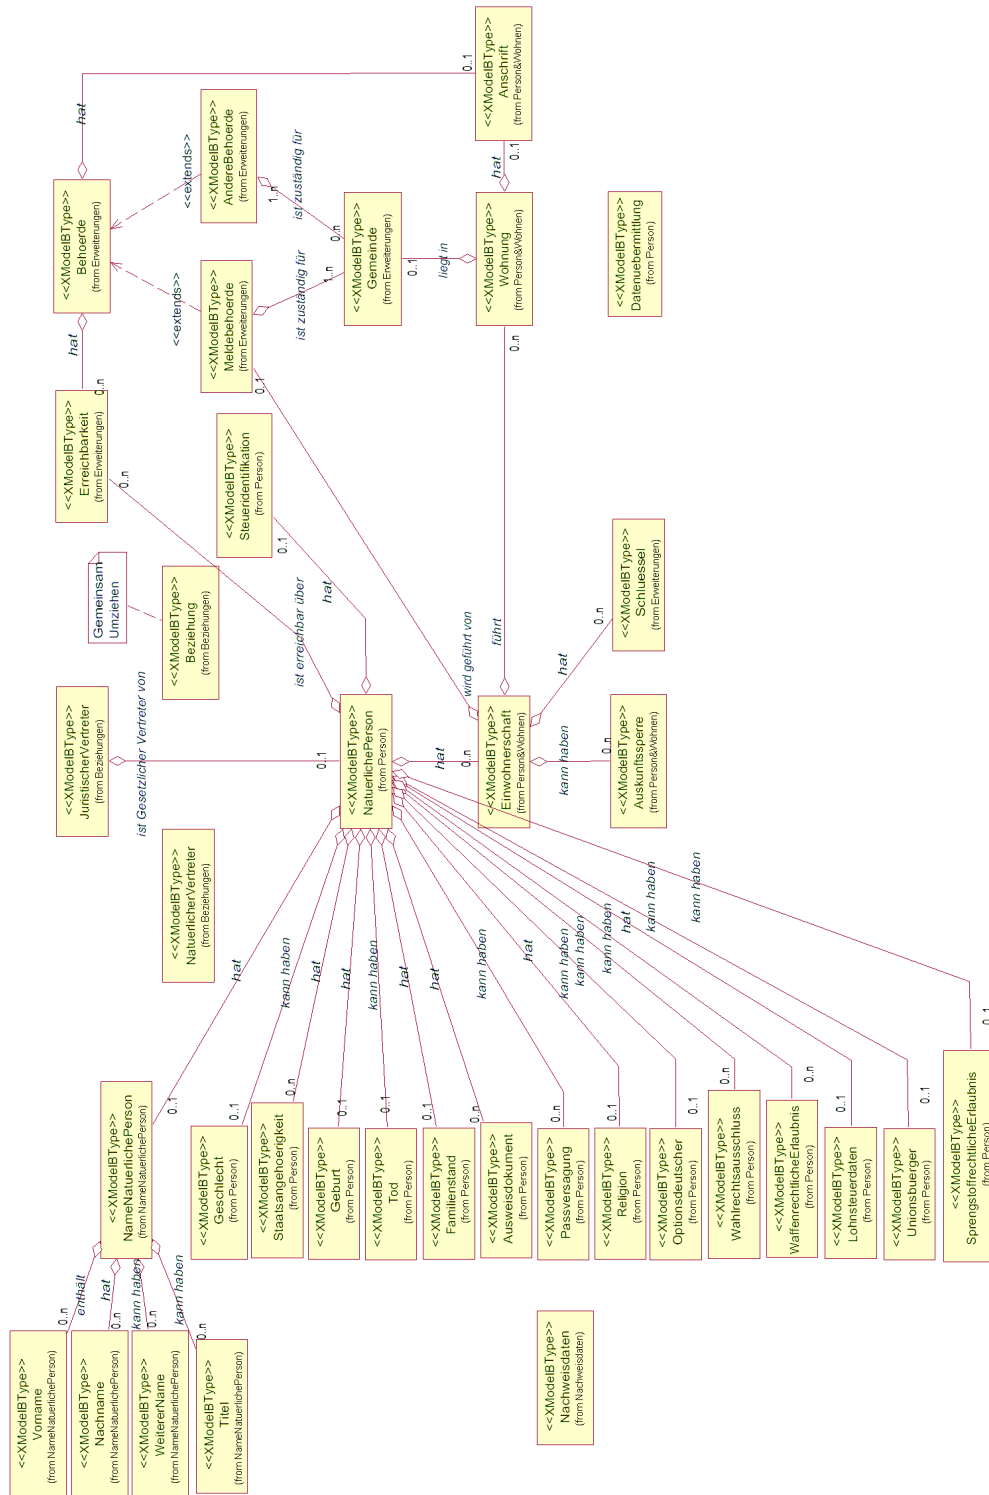 <<XModelBType>>
Vorname
(from NameNatuerlichePerson)
<<XModelBType>>
Nachname
(from NameNatuerlichePerson)
<<XModelBType>>
WeitererName
(from NameNatuerlichePerson)
<<XModelBType>>
Titel
(from NameNatuerlichePerson)
0..n
enthält
0..n
hat
0..n
kann haben
0..n
kann haben
<<XModelBType>>
NameNatuerlichePerson
(from NameNatuerlichePerson)
0..1
hat
<<XModelBType>>
Geschlecht
(from Person)
0..1
kann haben
<<XModelBType>>
Staatsangehoerigkeit
(from Person)
0..n
hat
<<XModelBType>>
Geburt
(from Person)
0..1
hat
<<XModelBType>>
Tod
(from Person)
0..1
kann haben
<<XModelBType>>
Familienstand
(from Person)
0..1
hat
<<XModelBType>>
Ausweisdokument
(from Person)
0..n
hat
<<XModelBType>>
Passversagung
(from Person)
0..n
kann haben
<<XModelBType>>
Religion
(from Person)
0..1
hat
<<XModelBType>>
Optionsdeutscher
(from Person)
0..1
kann haben
<<XModelBType>>
Wahlrechtsausschluss
(from Person)
0..n
kann haben
<<XModelBType>>
WaffenrechtlicheErlaubnis
(from Person)
0..n
kann haben
<<XModelBType>>
Lohnsteuerdaten
(from Person)
0..1
hat
kann haben
<<XModelBType>>
Unionsbuerger
(from Person)
0..1
kann haben
<<XModelBType>>
SprengstoffrechtlicheErlaubnis
(from Person)
0..1
kann haben
<<XModelBType>>
Nachweisdaten
(from Nachweisdaten)
<<XModelBType>>
NatuerlicherVertreter
(from Beziehungen)
<<XModelBType>>
JuristischerVertreter
(from Beziehungen)
ist Gesetzlicher Vertreter von
0..1
<<XModelBType>>
Beziehung
(from Beziehungen)
Gemeinsam
Umziehen
<<XModelBType>>
NatuerlichePerson
(from Person)
hat
0..n
<<XModelBType>>
Einwohnerschaft
(from Person&Wohnen)
kann haben
0..n
<<XModelBType>>
Auskunftssperre
(from Person&Wohnen)
hat
0..n
<<XModelBType>>
Schluessel
(from Erweiterungen)
ist erreichbar über
0..n
<<XModelBType>>
Erreichbarkeit
(from Erweiterungen)
0..n
hat
hat
0..1
<<XModelBType>>
Steueridentifikation
(from Person)
wird geführt von
0..1
führt
0..n
<<XModelBType>>
Behoerde
(from Erweiterungen)
<<XModelBType>>
Meldebehoerde
(from Erweiterungen)
<<extends>>
ist zuständig für
1..n
<<XModelBType>>
AndereBehoerde
(from Erweiterungen)
<<extends>>
1..n
ist zuständig für
0..n
<<XModelBType>>
Gemeinde
(from Erweiterungen)
0..1
liegt in
<<XModelBType>>
Wohnung
(from Person&Wohnen)
hat
0..1
<<XModelBType>>
Anschrift
(from Person&Wohnen)
hat
0..1
<<XModelBType>>
Datenuebermittlung
(from Person)